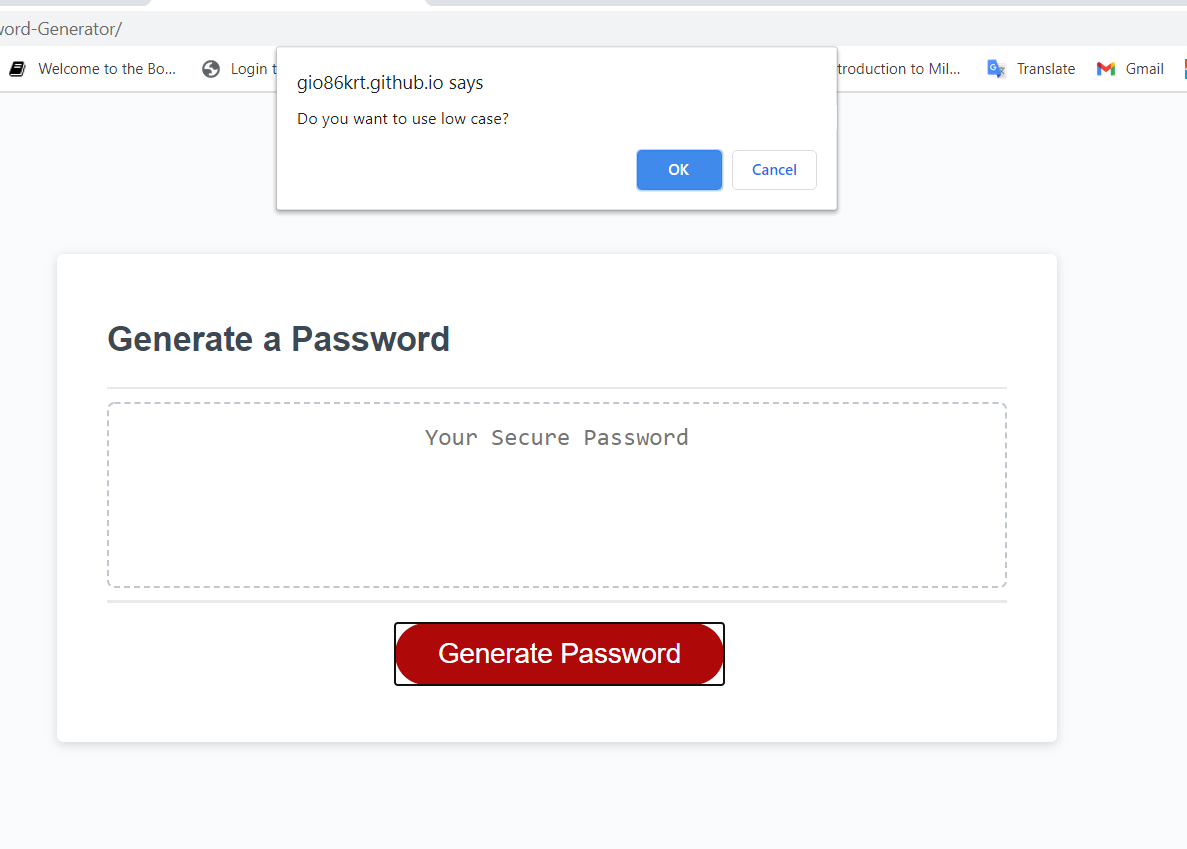 word-Generator/
Welcome to the Bo... Login t troduction to Mil... Translate Gmail
gio86krt.github.io says
Do you want to use low case?
OK Cancel
Generate a Password
Your Secure Password
Generate Password